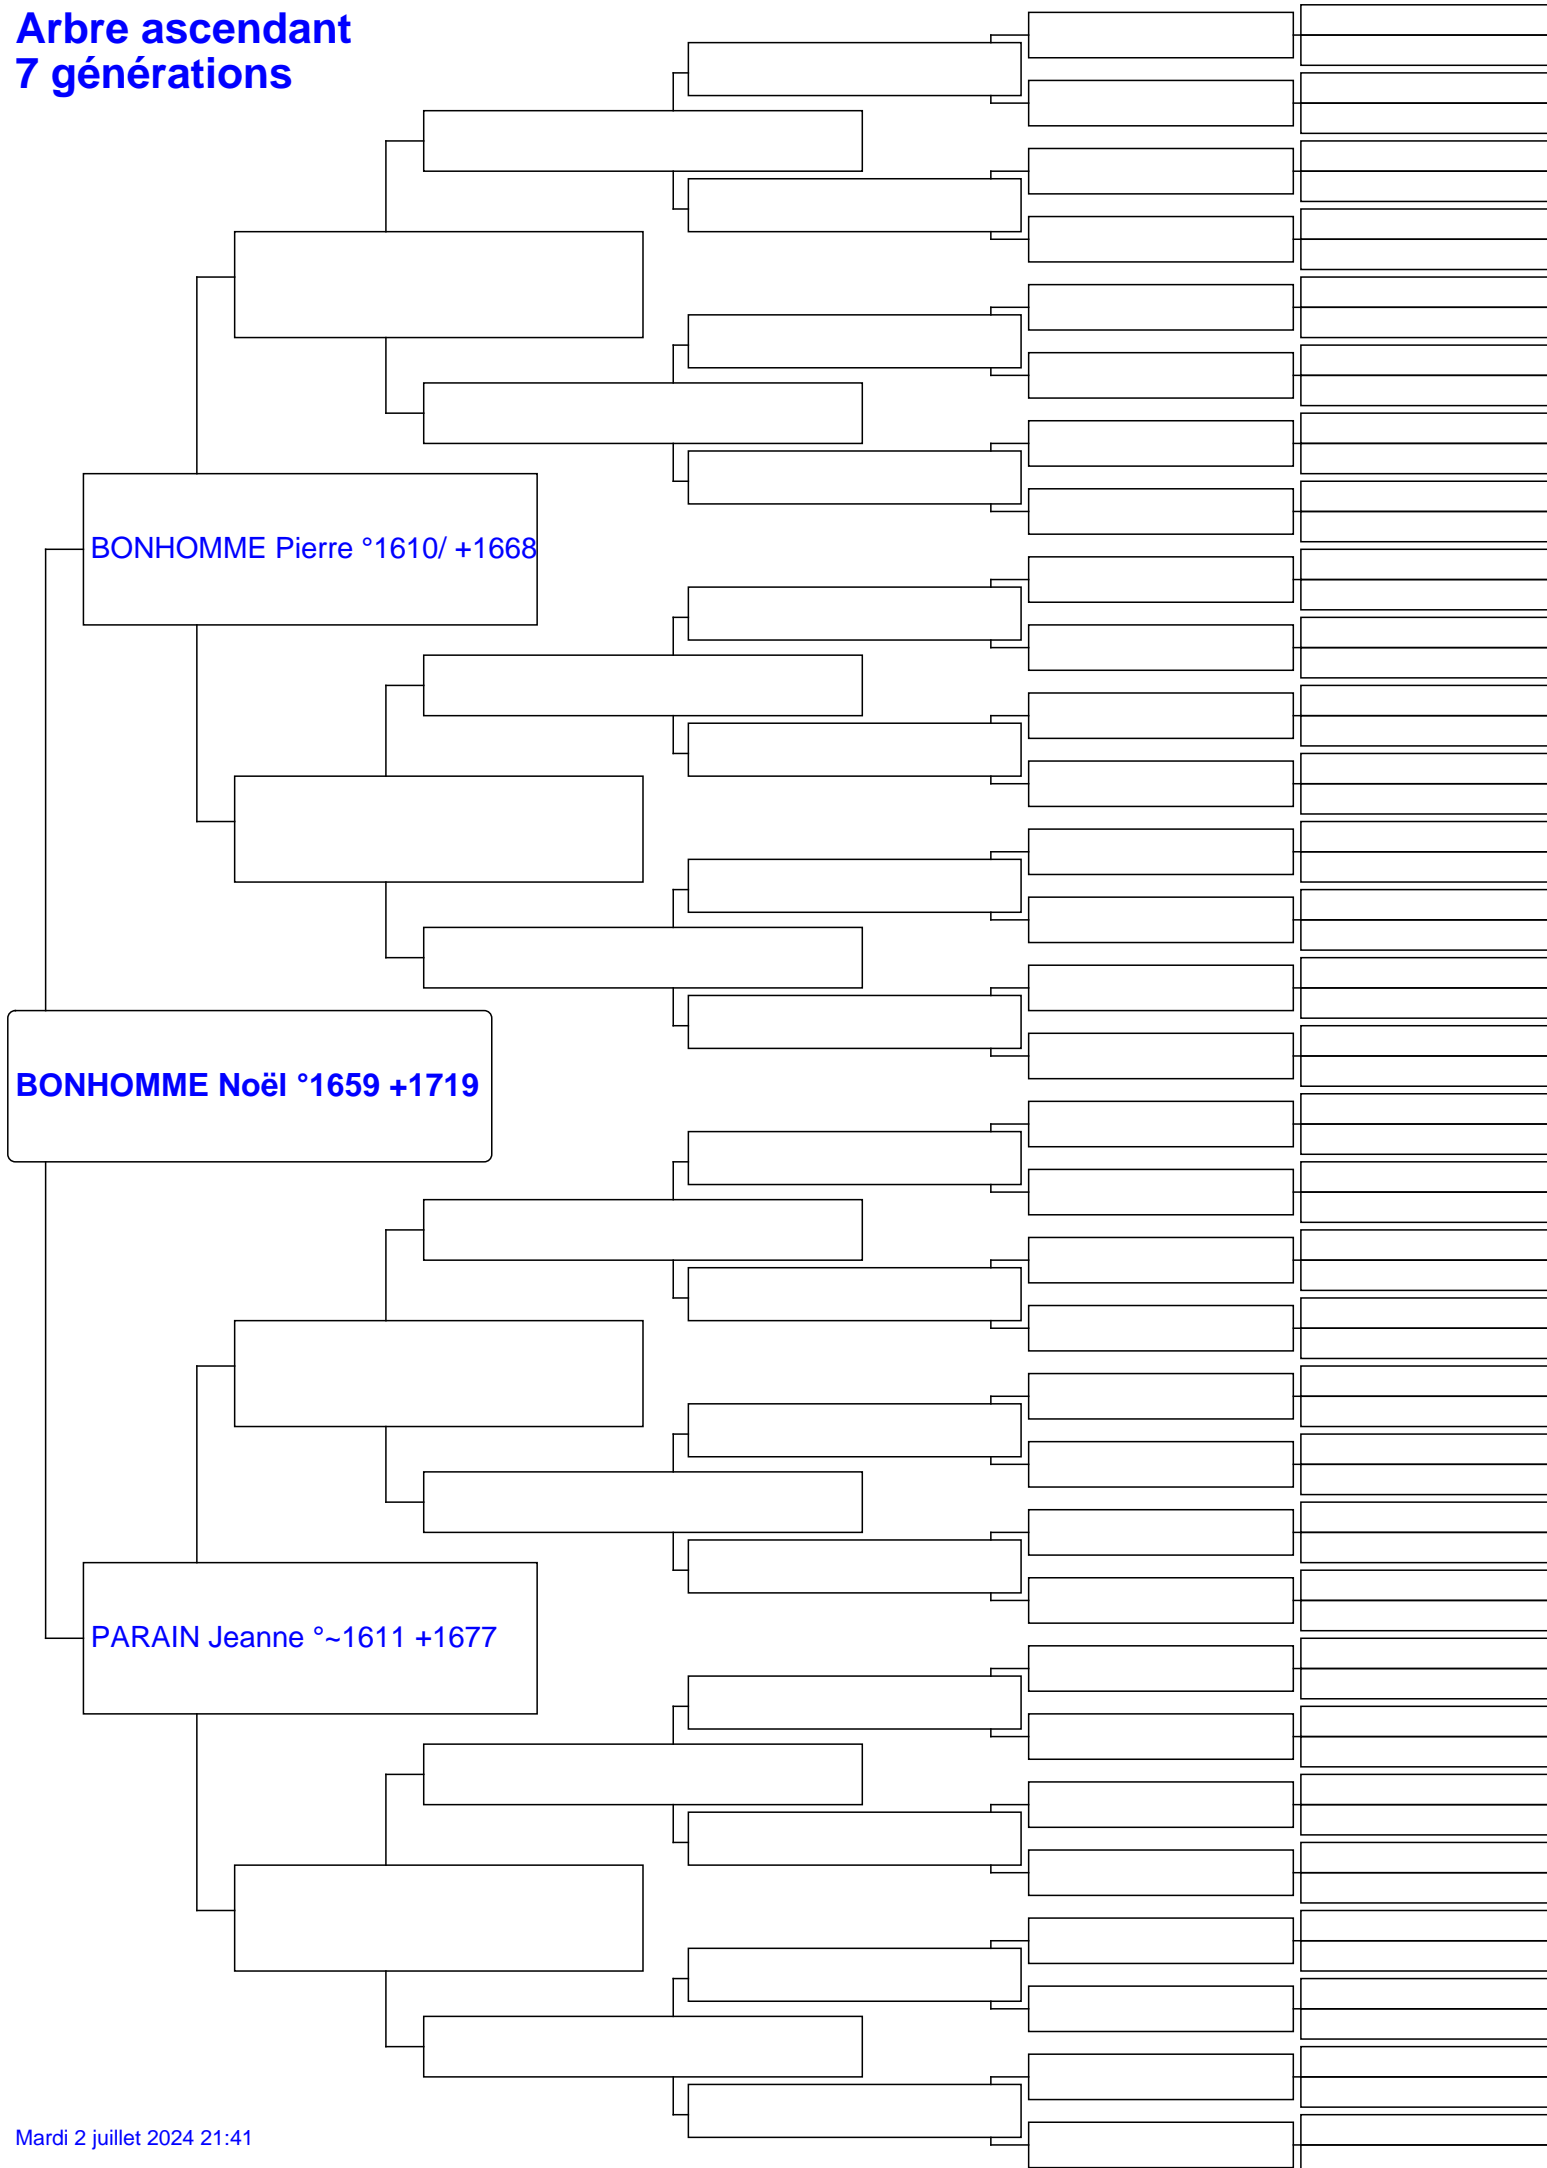 Arbre ascendant
7 générations
BONHOMME Pierre °1610/ +1668
BONHOMME Noël °1659 +1719
PARAIN Jeanne °~1611 +1677
Mardi 2 juillet 2024 21:41